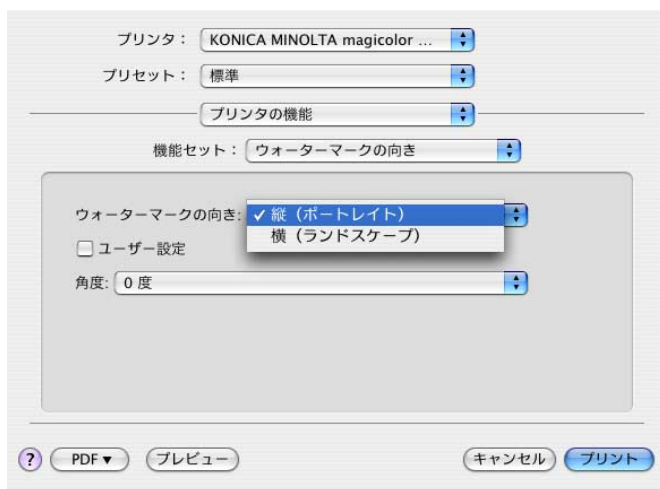 プリンタ： KONICA MINOLTA magicolor ...
プリセット： 標準
プリンタの機能
機能セット： ウォーターマークの向き
ウォーターマークの向き: ✓縦（ポートレイト）
横（ランドスケープ）
ユーザー設定
角度: 0 度
? PDF▼ プレビュー キャンセル プリント